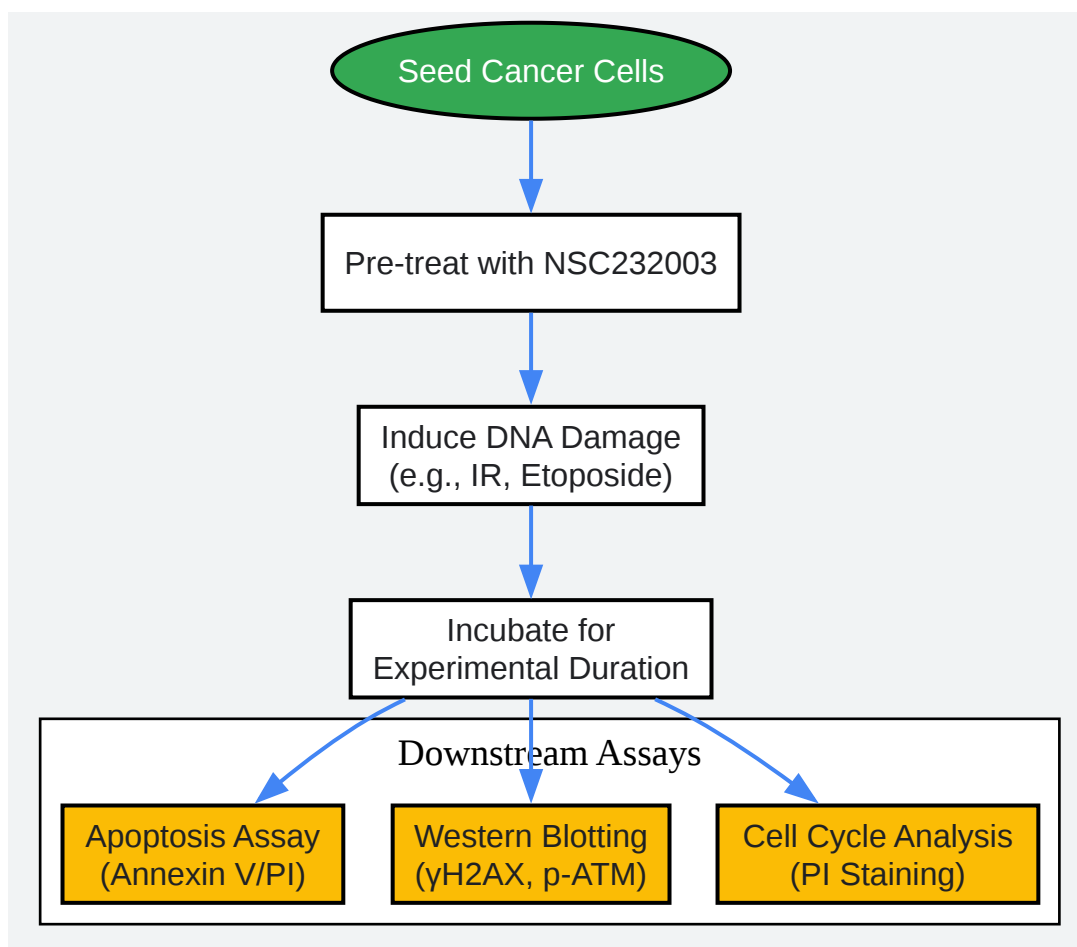 Seed Cancer Cells
Pre-treat with NSC232003
Induce DNA Damage
(e.g., IR, Etoposide)
Incubate for
Experimental Duration
Downstream Assays
Apoptosis Assay
(Annexin V/PI)
Western Blotting
(γH2AX, p-ATM)
Cell Cycle Analysis
(PI Staining)